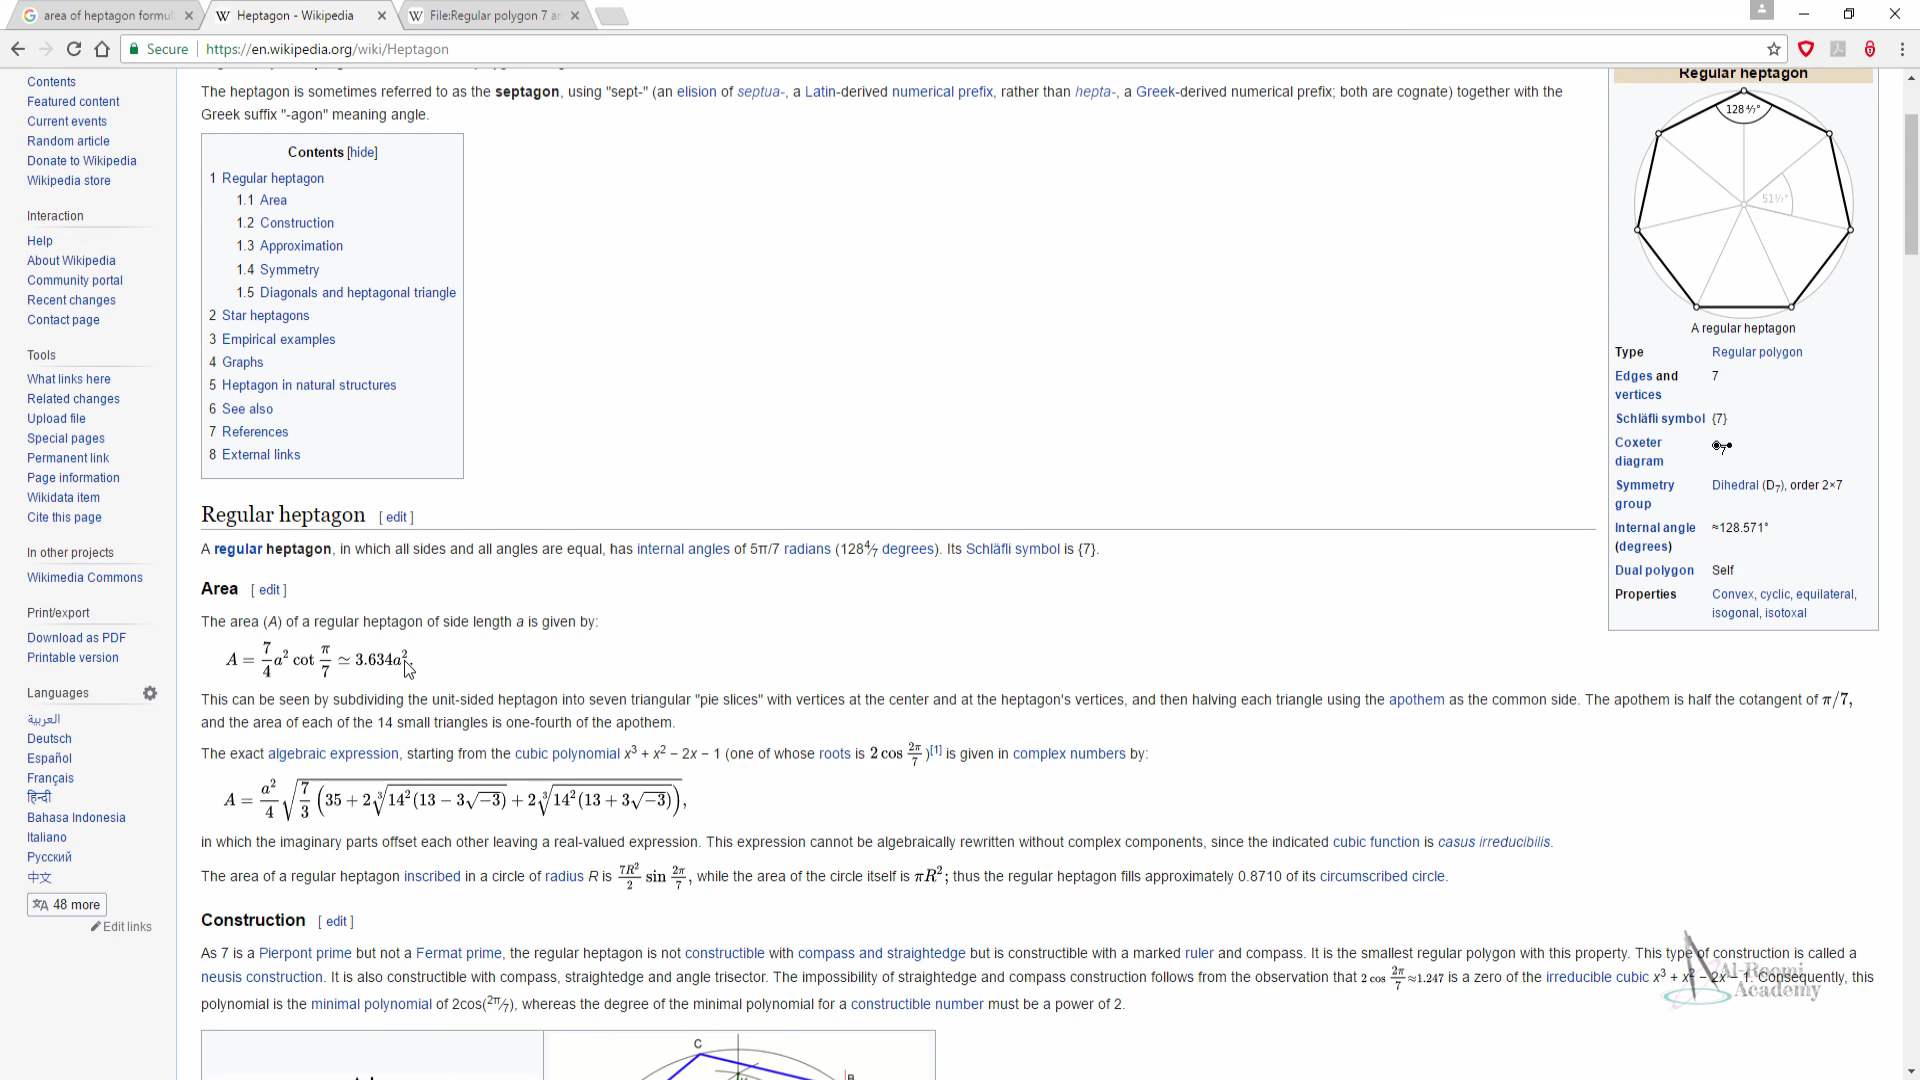 area of heptagon formul
Heptagon - Wikipedia
File:Regular polygon 7 a
Secure
https://en.wikipedia.org/wiki/Heptagon
Contents
Featured content
Current events
Random article
Donate to Wikipedia
Wikipedia store
Interaction
Help
About Wikipedia
Community portal
Recent changes
Contact page
Tools
What links here
Related changes
Upload file
Special pages
Permanent link
Page information
Wikidata item
Cite this page
In other projects
Wikimedia Commons
Print/export
Download as PDF
Printable version
Languages
العربية
Deutsch
Español
Français
हिन्दी
Bahasa Indonesia
Italiano
Русский
中文
48 more
Edit links
The heptagon is sometimes referred to as the septagon, using "sept-" (an elision of septua-, a Latin-derived numerical prefix, rather than hepta-, a Greek-derived numerical prefix; both are cognate) together with the
Greek suffix "-agon" meaning angle.
Contents [hide]
1 Regular heptagon
1.1 Area
1.2 Construction
1.3 Approximation
1.4 Symmetry
1.5 Diagonals and heptagonal triangle
2 Star heptagons
3 Empirical examples
4 Graphs
5 Heptagon in natural structures
6 See also
7 References
8 External links
Regular heptagon [ edit ]
A regular heptagon, in which all sides and all angles are equal, has internal angles of 5π/7 radians (128 4⁄7 degrees). Its Schläfli symbol is {7}.
Area [ edit ]
The area (A) of a regular heptagon of side length a is given by:
A = 7/4 a² cot π/7 ≃ 3.634a².
This can be seen by subdividing the unit-sided heptagon into seven triangular "pie slices" with vertices at the center and at the heptagon's vertices, and then halving each triangle using the apothem as the common side. The apothem is half the cotangent of π/7,
and the area of each of the 14 small triangles is one-fourth of the apothem.
The exact algebraic expression, starting from the cubic polynomial x³ + x² − 2x − 1 (one of whose roots is 2 cos 2π/7)[1] is given in complex numbers by:
A = a²/4 √(7/3 (35 + 2∛(14²(13 − 3√−3)) + 2∛(14²(13 + 3√−3)))),
in which the imaginary parts offset each other leaving a real-valued expression. This expression cannot be algebraically rewritten without complex components, since the indicated cubic function is casus irreducibilis.
The area of a regular heptagon inscribed in a circle of radius R is 7R²/2 sin 2π/7, while the area of the circle itself is πR²; thus the regular heptagon fills approximately 0.8710 of its circumscribed circle.
Construction [ edit ]
As 7 is a Pierpont prime but not a Fermat prime, the regular heptagon is not constructible with compass and straightedge but is constructible with a marked ruler and compass. It is the smallest regular polygon with this property. This type of construction is called a
neusis construction. It is also constructible with compass, straightedge and angle trisector. The impossibility of straightedge and compass construction follows from the observation that 2 cos 2π/7 ≈1.247 is a zero of the irreducible cubic x³ + x² − 2x − 1. Consequently, this
polynomial is the minimal polynomial of 2cos(2π⁄7), whereas the degree of the minimal polynomial for a constructible number must be a power of 2.
C
B
Regular heptagon
128 4/7°
51 3/7°
A regular heptagon
Type Regular polygon
Edges and 7
vertices
Schläfli symbol {7}
Coxeter 7
diagram
Symmetry Dihedral (D7), order 2×7
group
Internal angle ≈128.571°
(degrees)
Dual polygon Self
Properties Convex, cyclic, equilateral,
isogonal, isotoxal
Al-Roomi
Academy